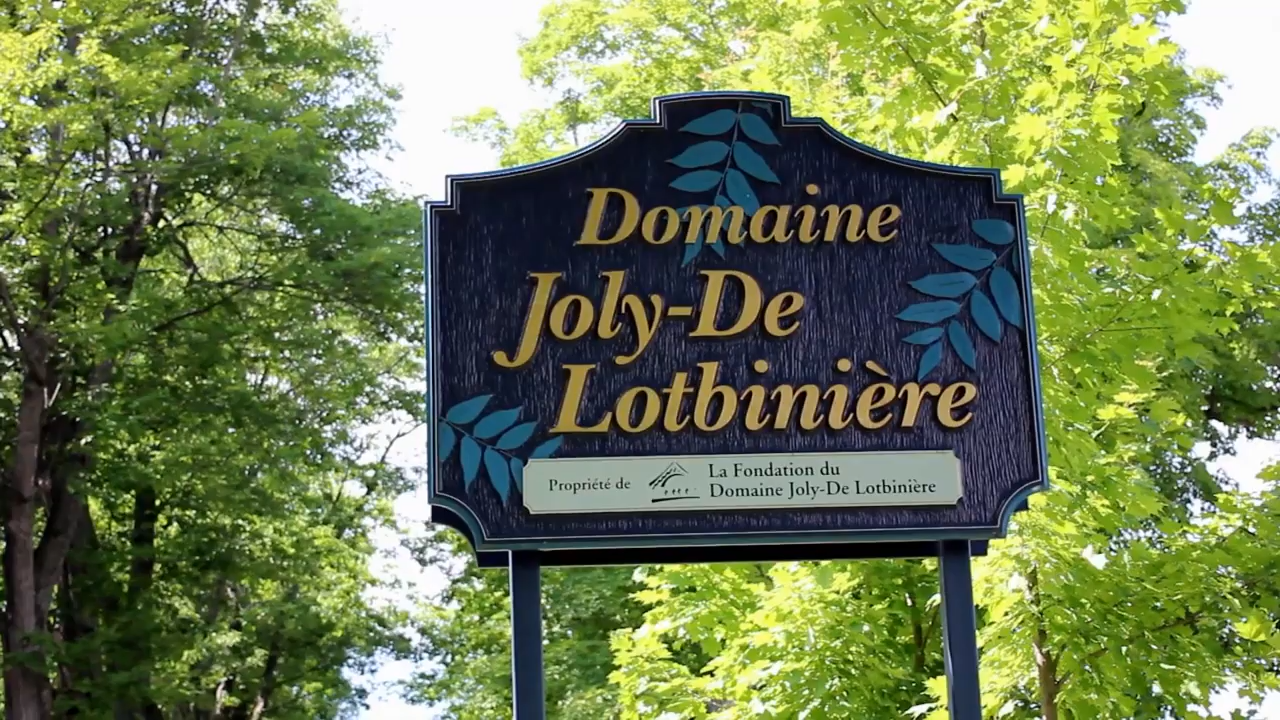 Domaine
Joly-De
Lotbinière
Propriété de
La Fondation du
Domaine Joly-De Lotbinière